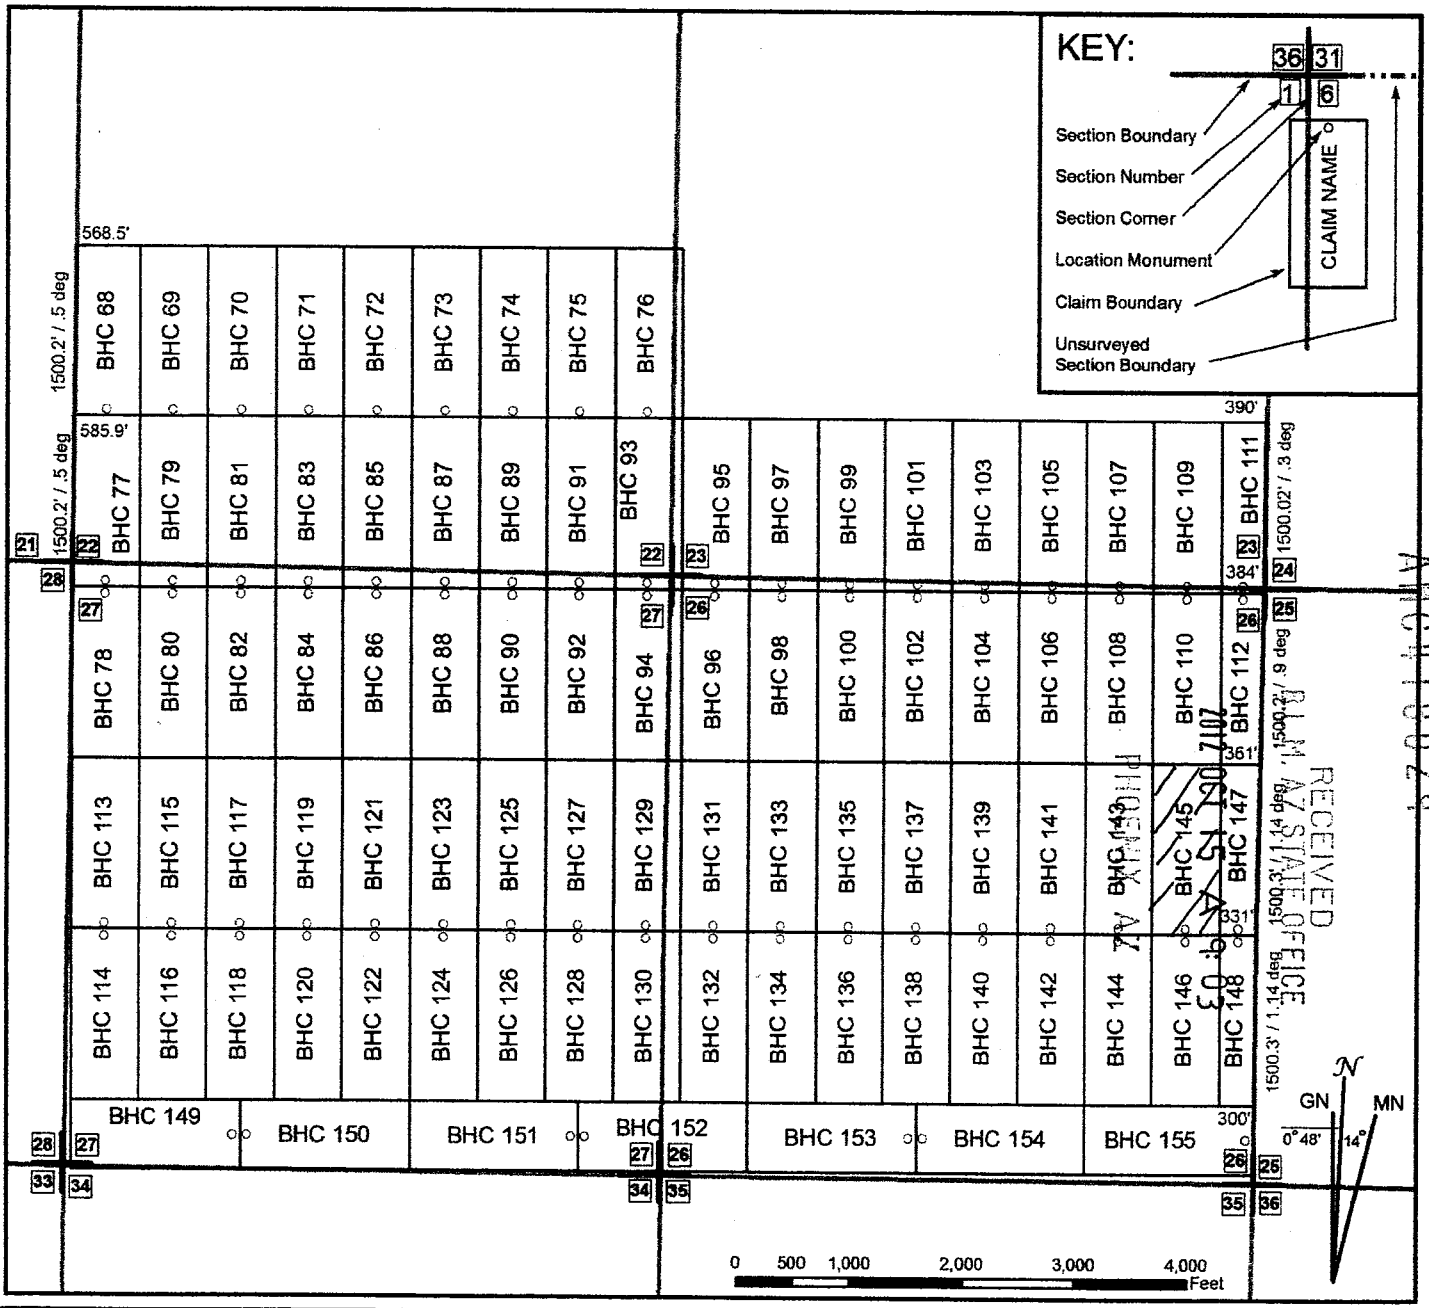 KEY:
36 31
1 6
Section Boundary
Section Number
Section Corner
Location Monument
Claim Boundary
Unsurveyed
Section Boundary
CLAIM NAME
568.5'
1500.2' / .5 deg
BHC 68 BHC 69 BHC 70 BHC 71 BHC 72 BHC 73 BHC 74 BHC 75 BHC 76
390'
585.9'
1500.2' / .5 deg
BHC 77 BHC 79 BHC 81 BHC 83 BHC 85 BHC 87 BHC 89 BHC 91 BHC 93 BHC 95 BHC 97 BHC 99 BHC 101 BHC 103 BHC 105 BHC 107 BHC 109 BHC 111
1500.02' / .3 deg
21 22 22 23 23 24
384'
28 27 27 26 26 25
BHC 78 BHC 80 BHC 82 BHC 84 BHC 86 BHC 88 BHC 90 BHC 92 BHC 94 BHC 96 BHC 98 BHC 100 BHC 102 BHC 104 BHC 106 BHC 108 BHC 110 BHC 112
1500.2' / .9 deg
361'
BHC 113 BHC 115 BHC 117 BHC 119 BHC 121 BHC 123 BHC 125 BHC 127 BHC 129 BHC 131 BHC 133 BHC 135 BHC 137 BHC 139 BHC 141 BHC 143 BHC 145 BHC 147
1500.3' / 1.14 deg
331'
BHC 114 BHC 116 BHC 118 BHC 120 BHC 122 BHC 124 BHC 126 BHC 128 BHC 130 BHC 132 BHC 134 BHC 136 BHC 138 BHC 140 BHC 142 BHC 144 BHC 146 BHC 148
1500.3' / 1.14 deg
300'
BHC 149 BHC 150 BHC 151 BHC 152 BHC 153 BHC 154 BHC 155
28 27 27 26 26 25
33 34 34 35 35 36
RECEIVED
BLM, AZ STATE OFFICE
2012 OCT 15 A 9: 03
PHOENIX AZ
N
GN MN
0° 48' 14°
0 500 1,000 2,000 3,000 4,000
Feet